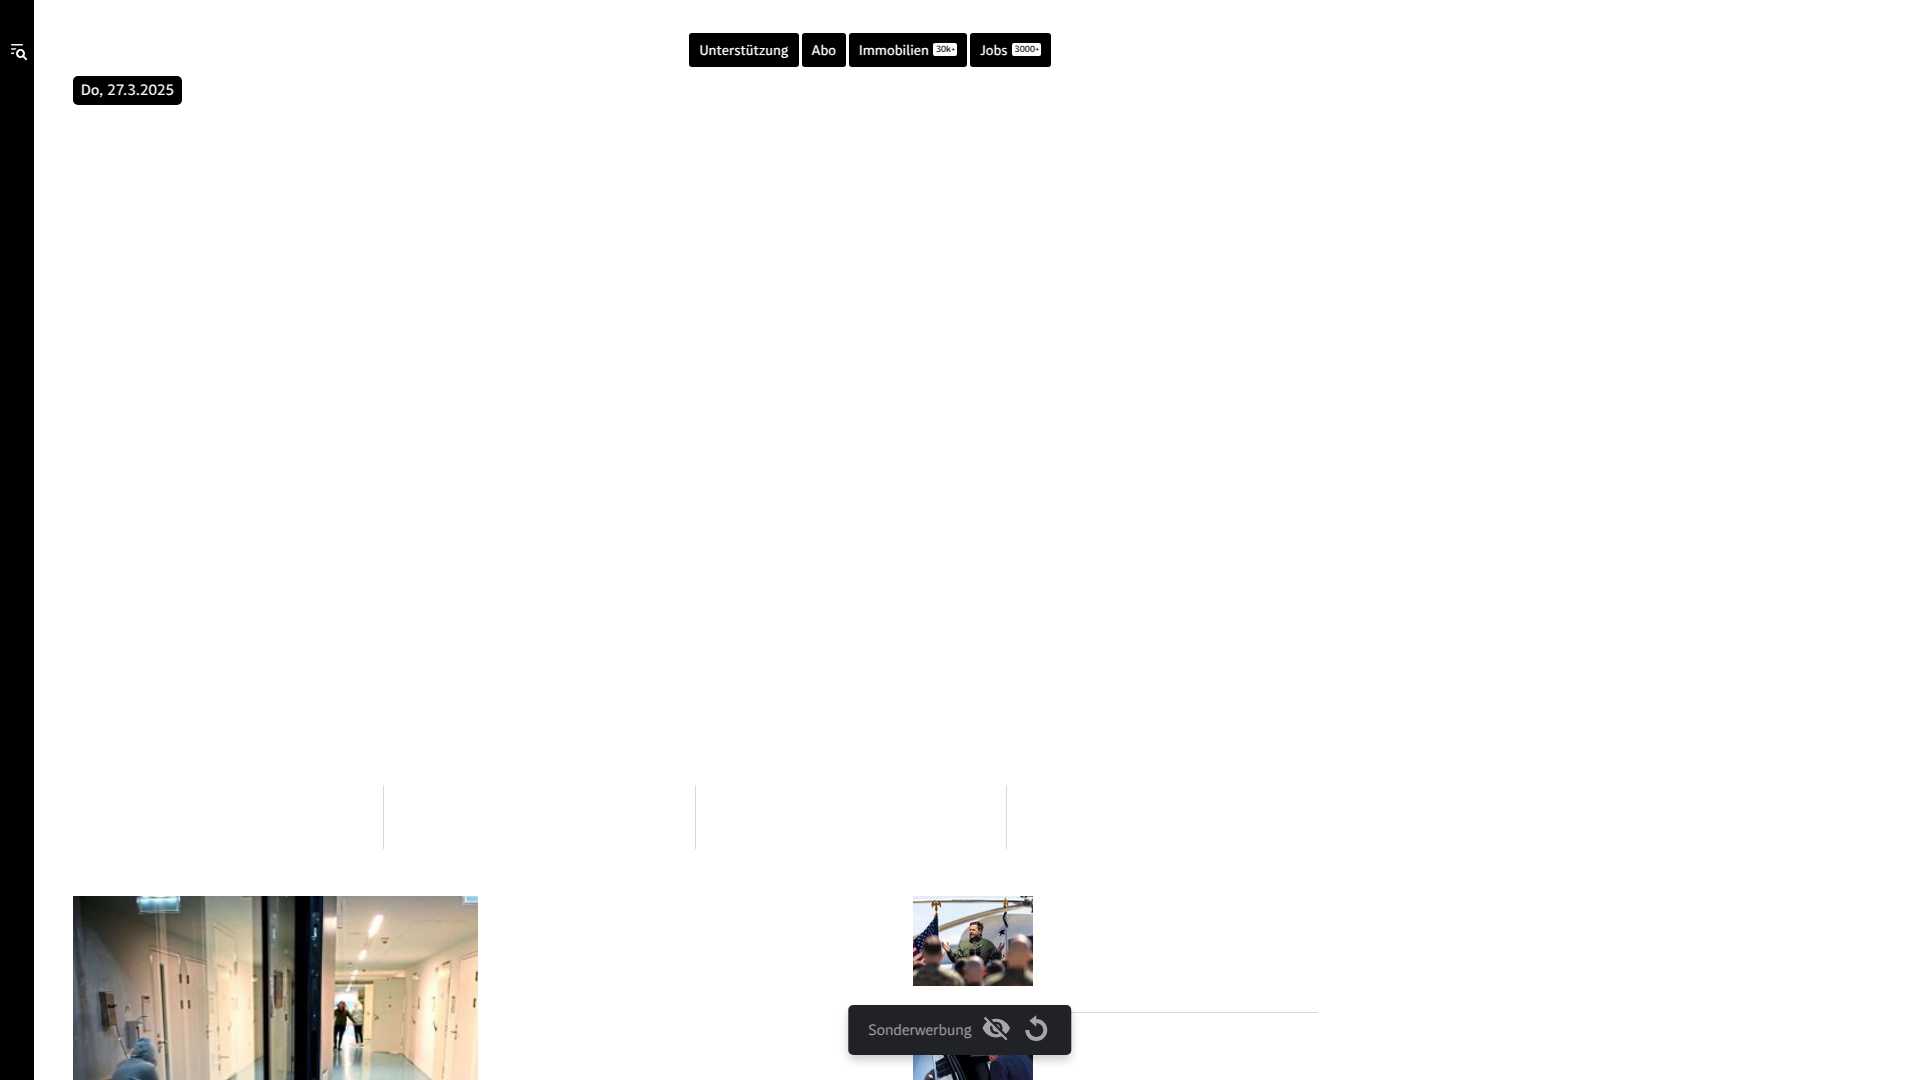 Unterstützung
Abo
Immobilien 30k+
Jobs 3000+
Do, 27.3.2025
Sonderwerbung